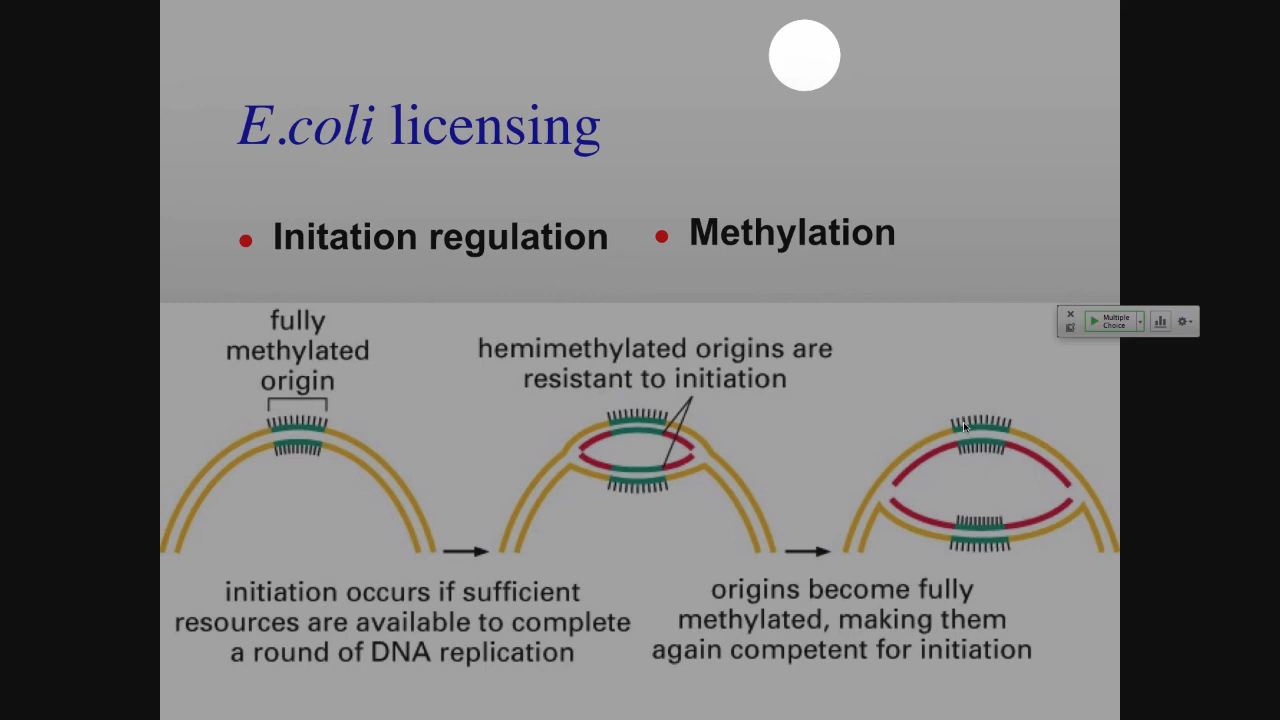 E.coli licensing
Initation regulation
Methylation
fully
methylated
origin
hemimethylated origins are
resistant to initiation
Multiple
Choice
initiation occurs if sufficient
resources are available to complete
a round of DNA replication
origins become fully
methylated, making them
again competent for initiation